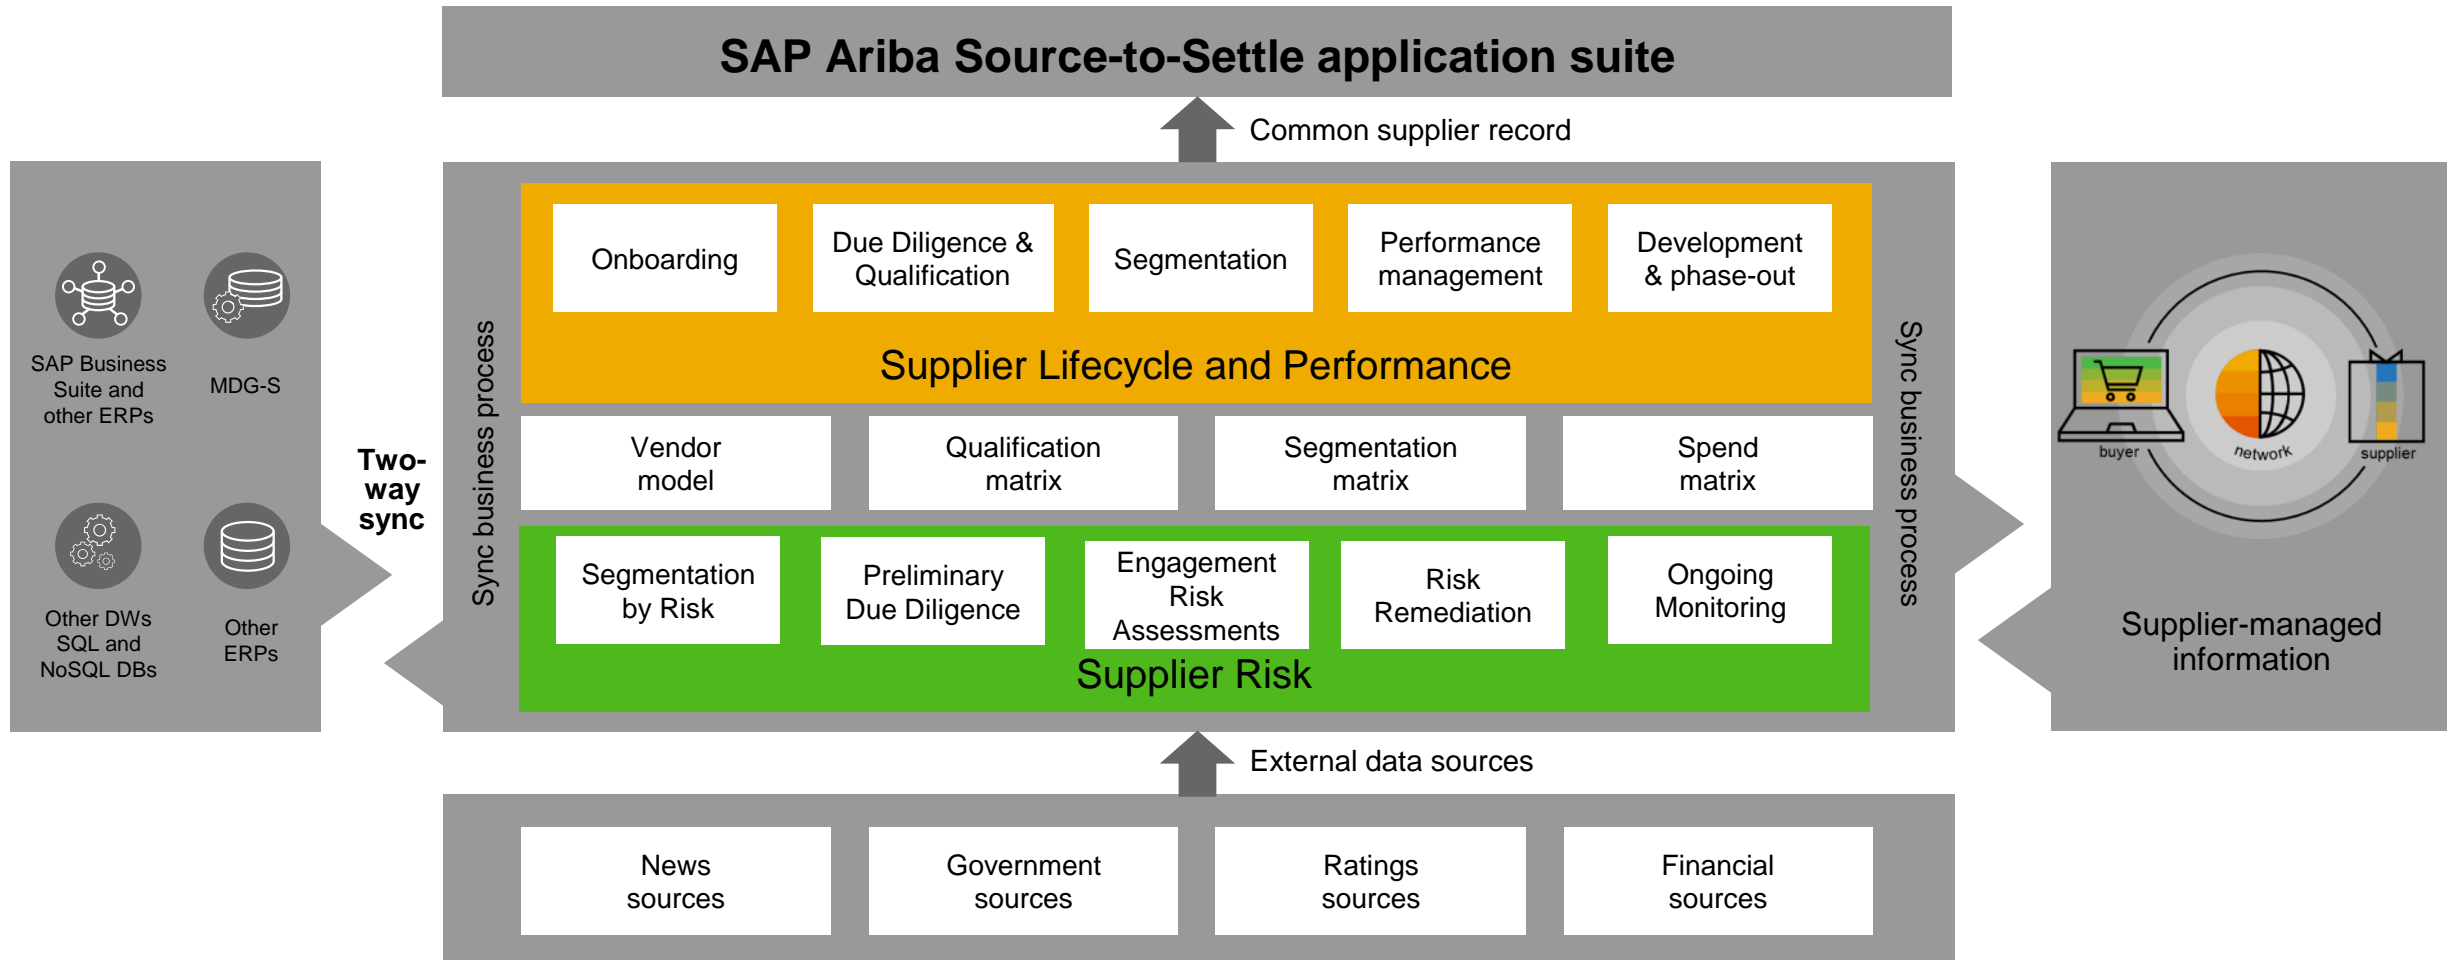 SAP Ariba Source-to-Settle application suite
Common supplier record
SAP Business
Suite and
other ERPs
MDG-S
Other DWs
SQL and
NoSQL DBs
Other
ERPs
Two-
way
sync
Sync business process
Onboarding
Due Diligence &
Qualification
Segmentation
Performance
management
Development
& phase-out
Supplier Lifecycle and Performance
Vendor
model
Qualification
matrix
Segmentation
matrix
Spend
matrix
Segmentation
by Risk
Preliminary
Due Diligence
Engagement
Risk
Assessments
Risk
Remediation
Ongoing
Monitoring
Supplier Risk
Sync business process
buyer
network
supplier
Supplier-managed
information
External data sources
News
sources
Government
sources
Ratings
sources
Financial
sources